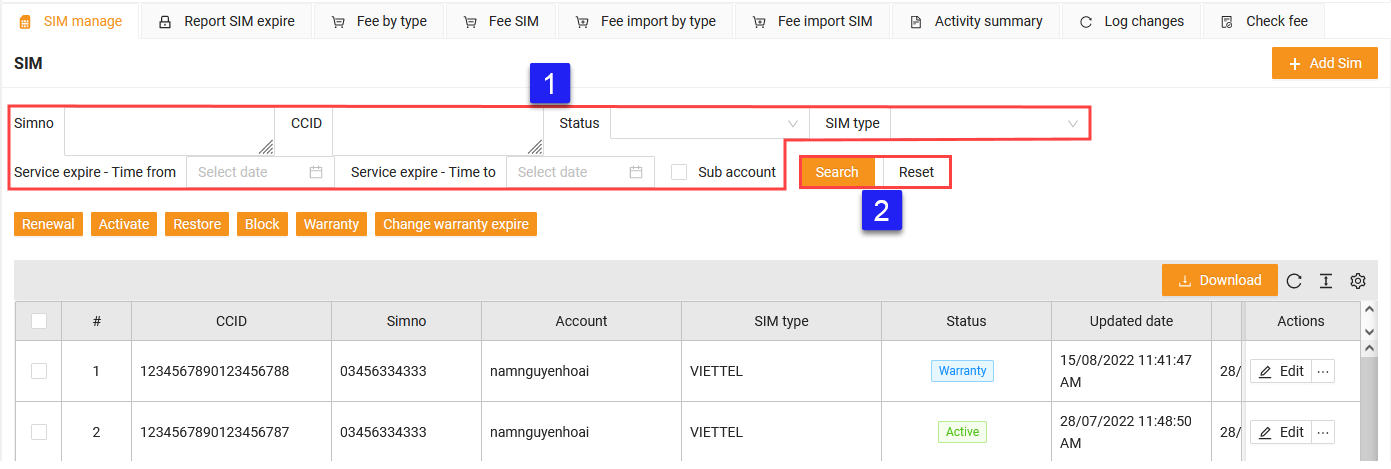 SIM manage Report SIM expire Fee by type Fee SIM Fee import by type Fee import SIM Activity summary Log changes Check fee
SIM + Add Sim
1
Simno CCID Status SIM type
Service expire - Time from Select date Service expire - Time to Select date Sub account Search Reset
2
Renewal Activate Restore Block Warranty Change warranty expire
Download
# CCID Simno Account SIM type Status Updated date Actions
1 1234567890123456788 03456334333 namnguyenhoai VIETTEL Warranty 15/08/2022 11:41:47 AM 28/ Edit ...
2 1234567890123456787 03456334333 namnguyenhoai VIETTEL Active 28/07/2022 11:48:50 AM 28/ Edit ...